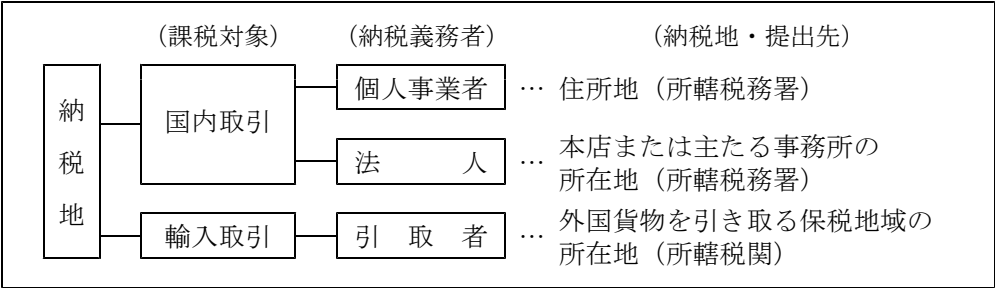 （課税対象） （納税義務者） （納税地・提出先）
納税地
国内取引
個人事業者 … 住所地（所轄税務署）
法人 … 本店または主たる事務所の
所在地（所轄税務署）
輸入取引 引取者 … 外国貨物を引き取る保税地域の
所在地（所轄税関）